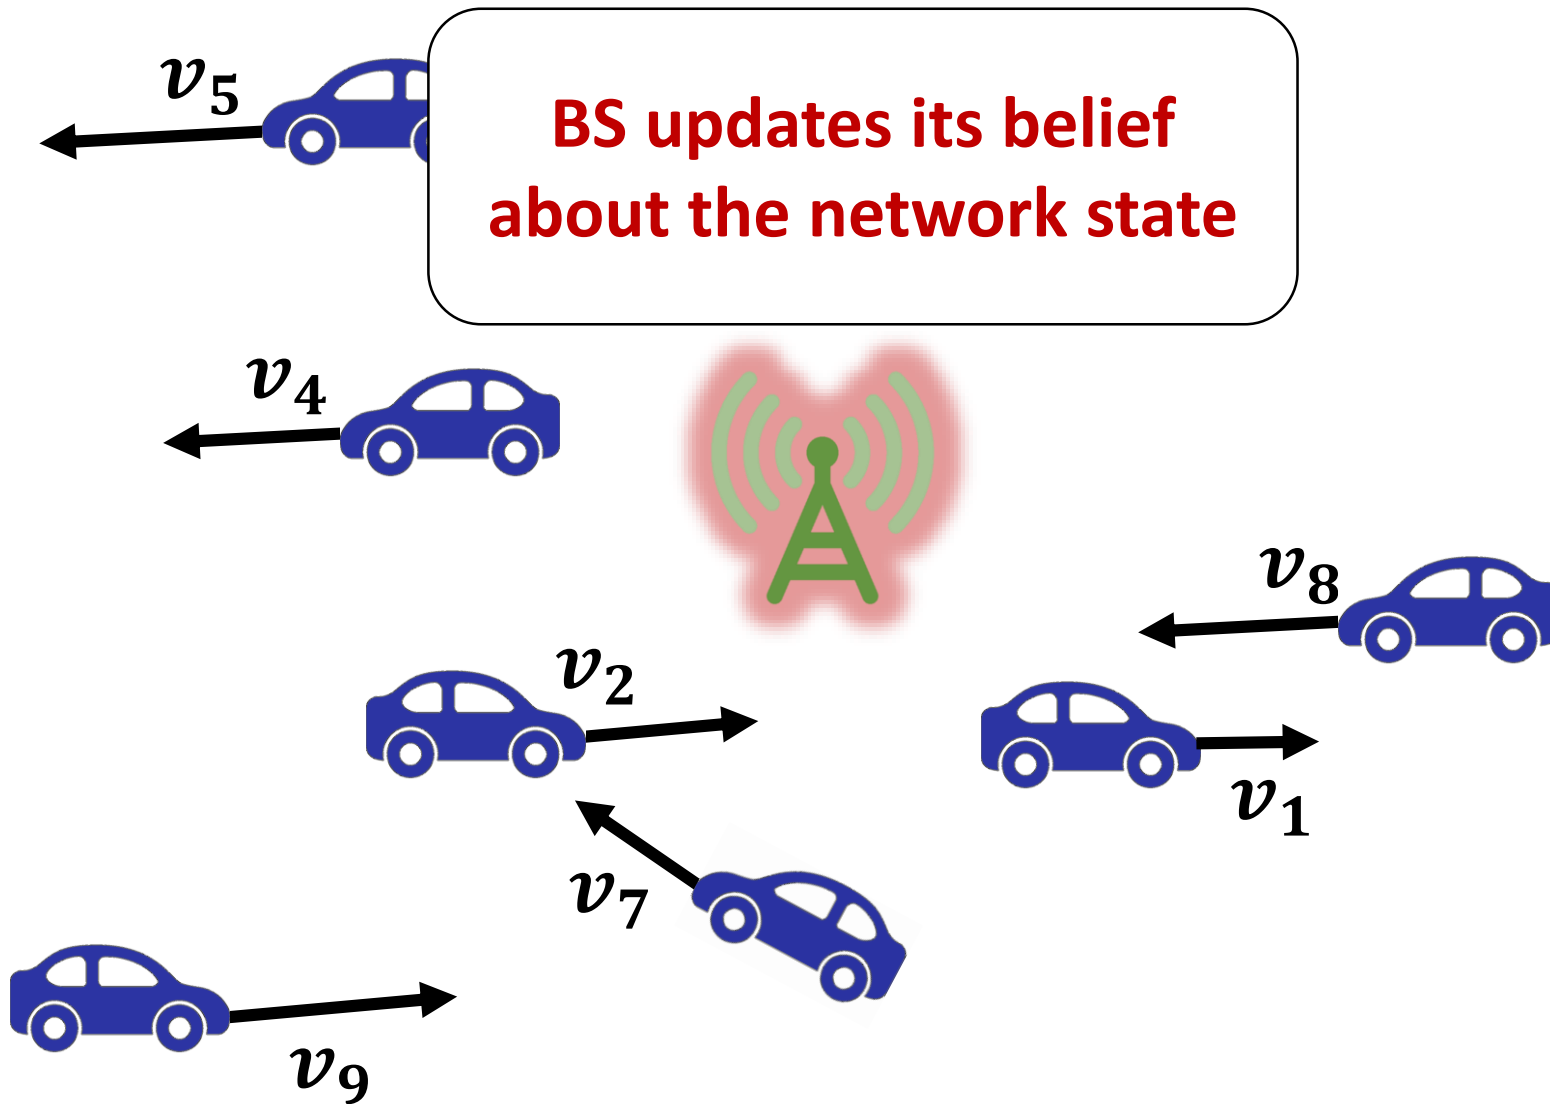 v5
BS updates its belief
about the network state
v4
v8
v2
v1
v7
v9